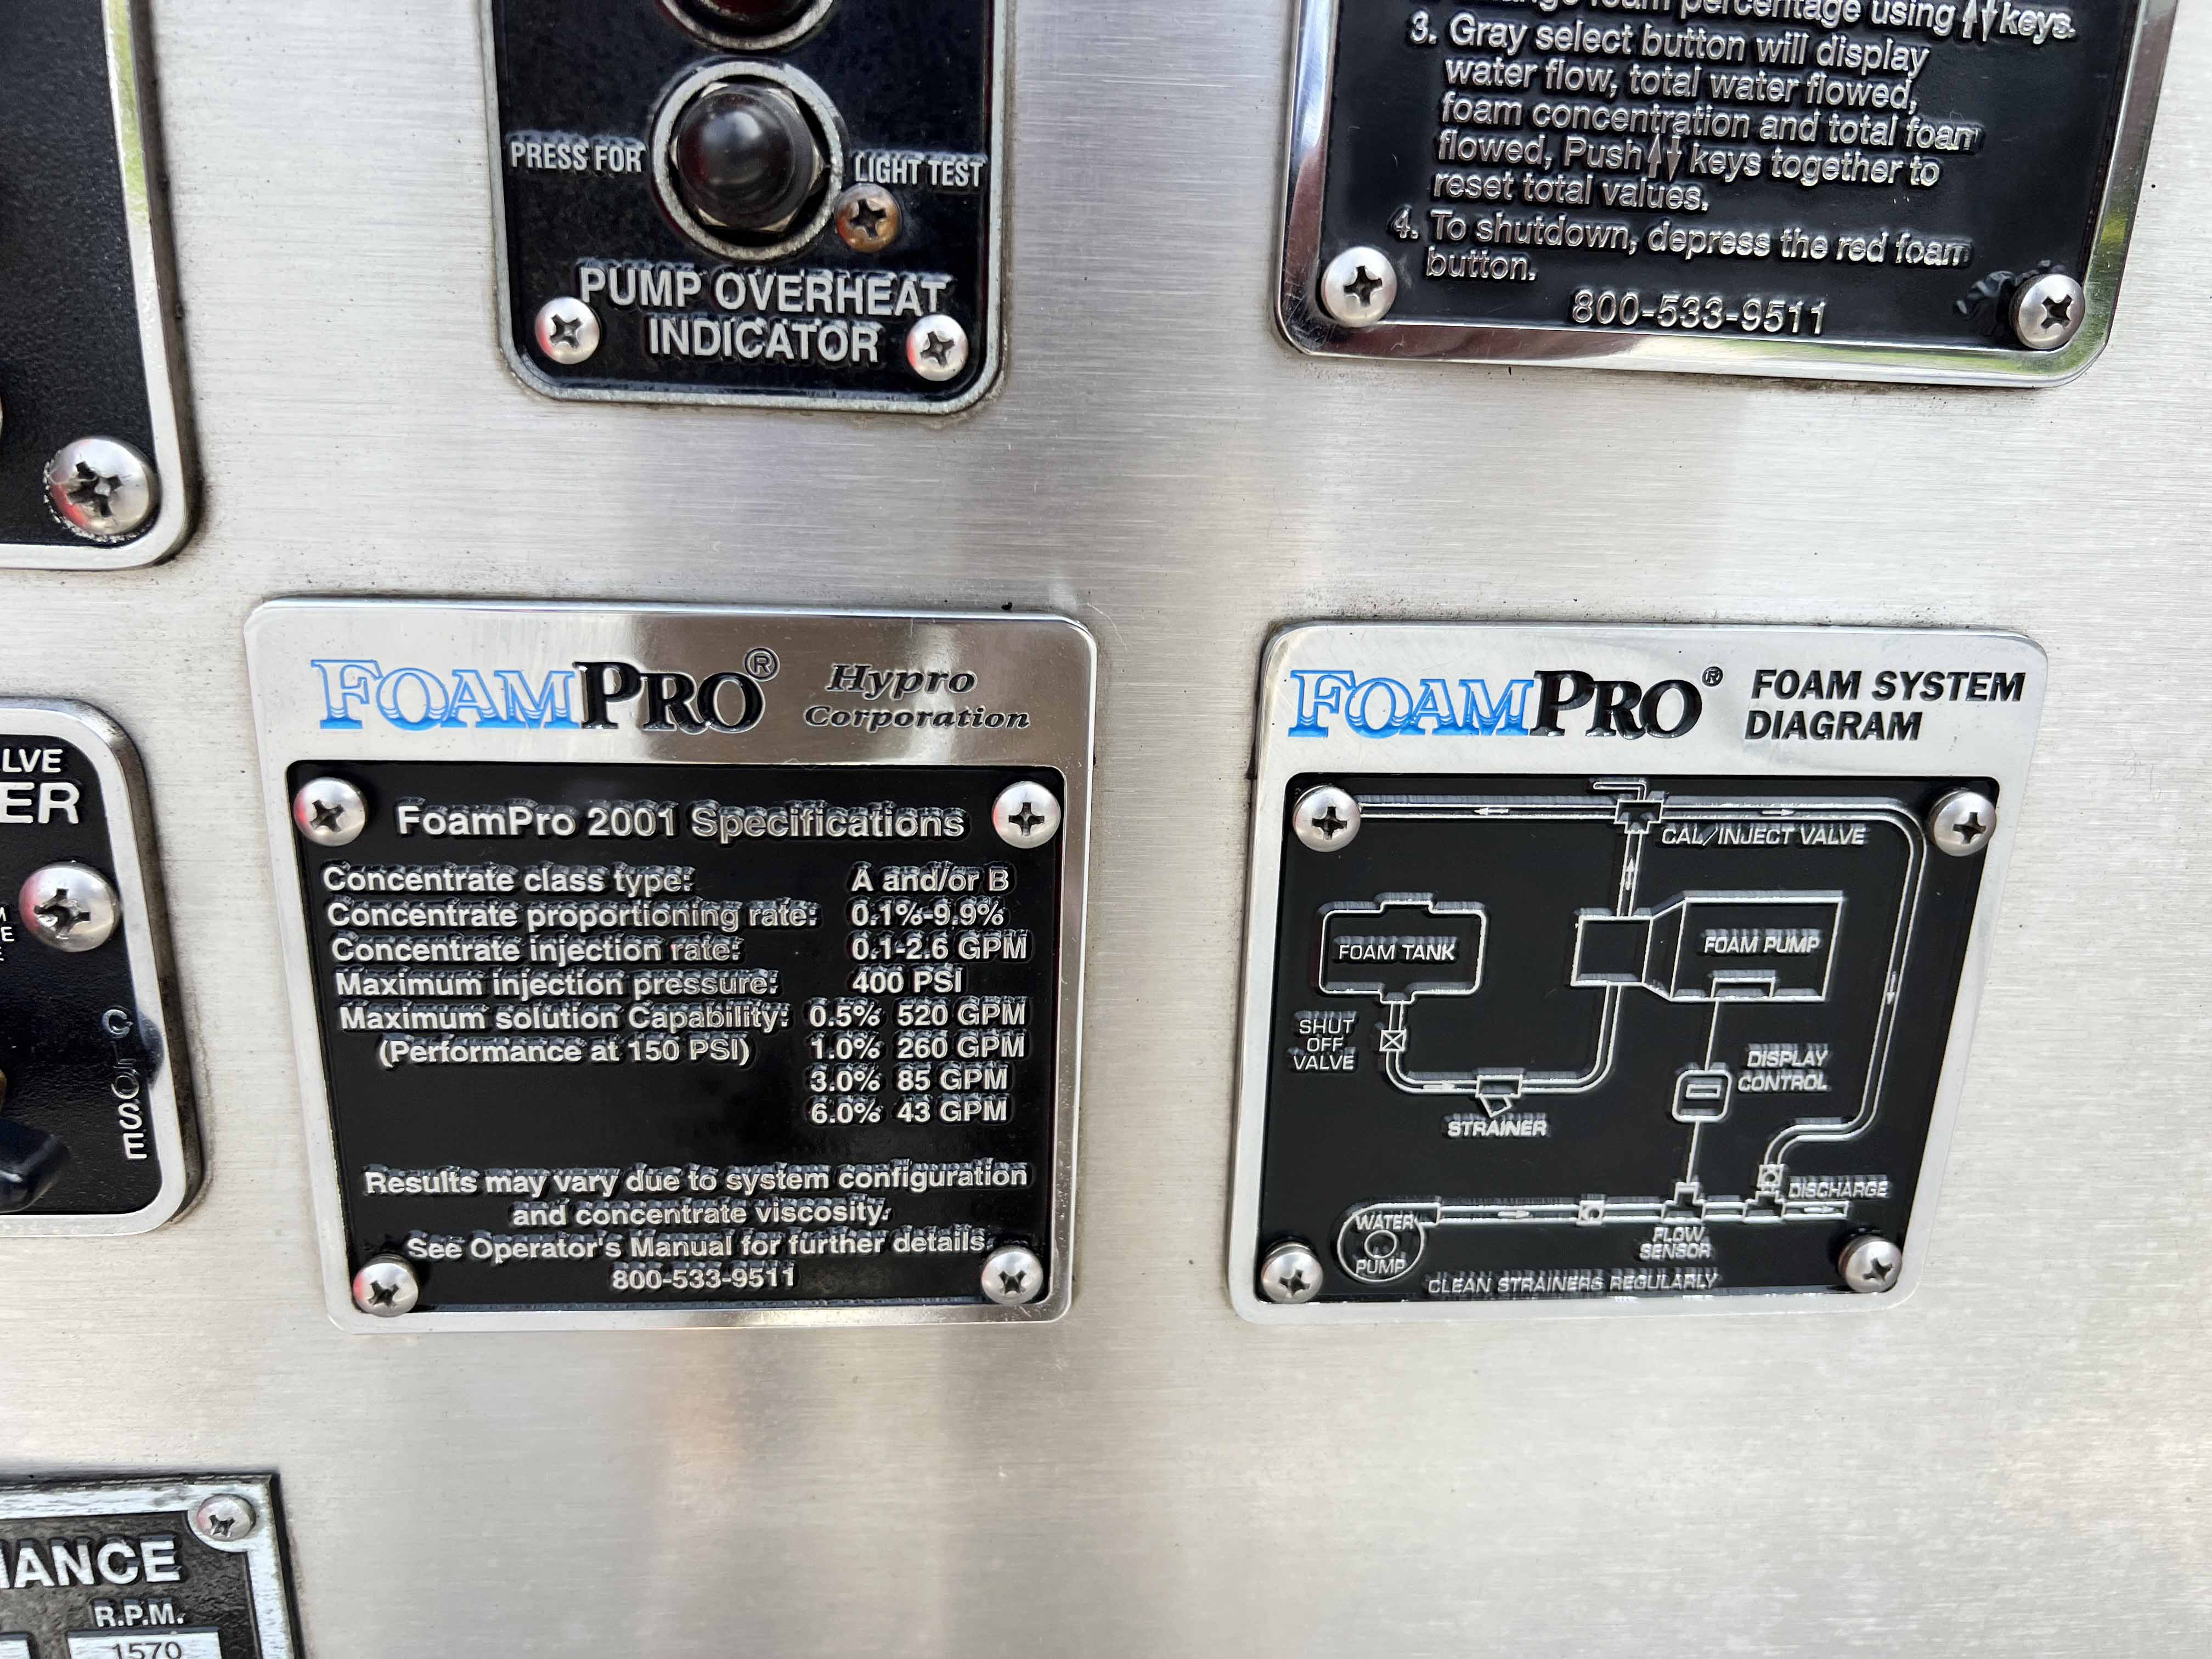 foam percentage using ↑↓ keys.
3. Gray select button will display
water flow, total water flowed,
foam concentration and total foam
flowed, Push ↑↓ keys together to
reset total values.
4. To shutdown, depress the red foam
button.
800-533-9511
PRESS FOR LIGHT TEST
PUMP OVERHEAT
INDICATOR
FOAMPRO® Hypro
Corporation
FoamPro 2001 Specifications
Concentrate class type: A and/or B
Concentrate proportioning rate: 0.1%-9.9%
Concentrate injection rate: 0.1-2.6 GPM
Maximum injection pressure: 400 PSI
Maximum solution Capability: 0.5% 520 GPM
(Performance at 150 PSI) 1.0% 260 GPM
3.0% 85 GPM
6.0% 43 GPM
Results may vary due to system configuration
and concentrate viscosity.
See Operator's Manual for further details.
800-533-9511
FOAMPRO® FOAM SYSTEM
DIAGRAM
CAL/INJECT VALVE
FOAM TANK
FOAM PUMP
SHUT
OFF
VALVE
DISPLAY
CONTROL
STRAINER
DISCHARGE
WATER
PUMP
FLOW
SENSOR
CLEAN STRAINERS REGULARLY
LVE
ER
CLOSE
MANCE
R.P.M.
1570